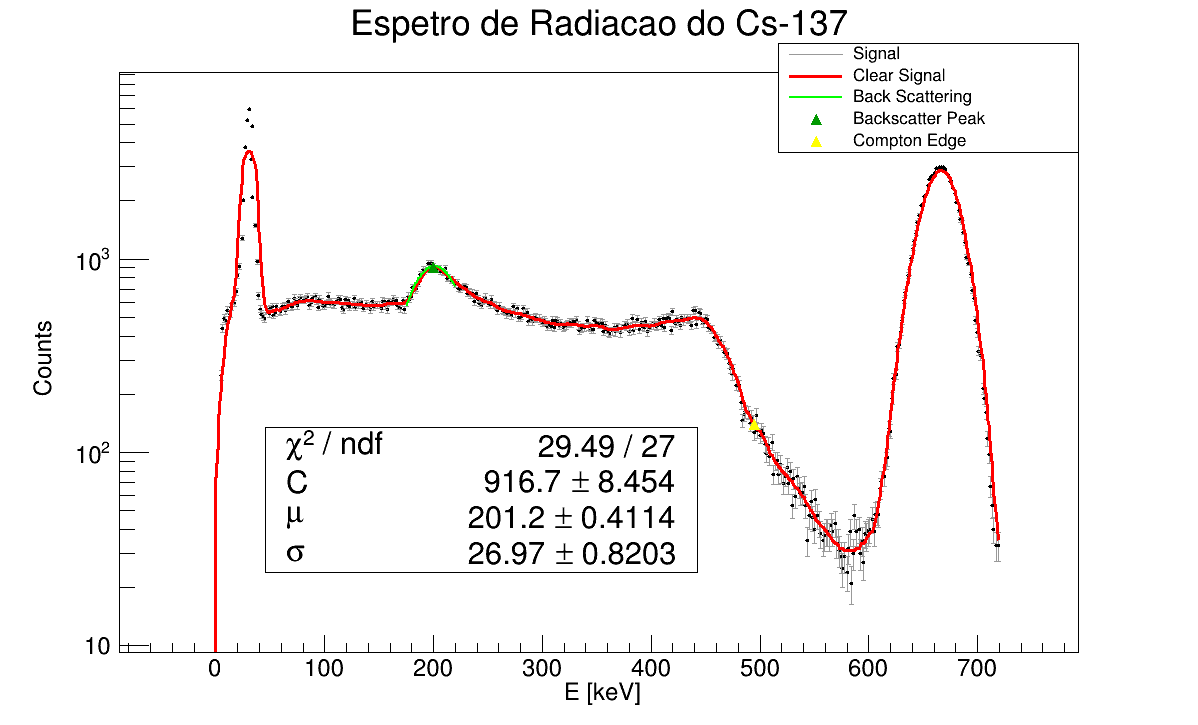 Espetro de Radiacao do Cs-137
Signal
Clear Signal
Back Scattering
Backscatter Peak
Compton Edge
10³
10²
10
Counts
χ² / ndf 29.49 / 27
C 916.7 ± 8.454
μ 201.2 ± 0.4114
σ 26.97 ± 0.8203
0 100 200 300 400 500 600 700
E [keV]